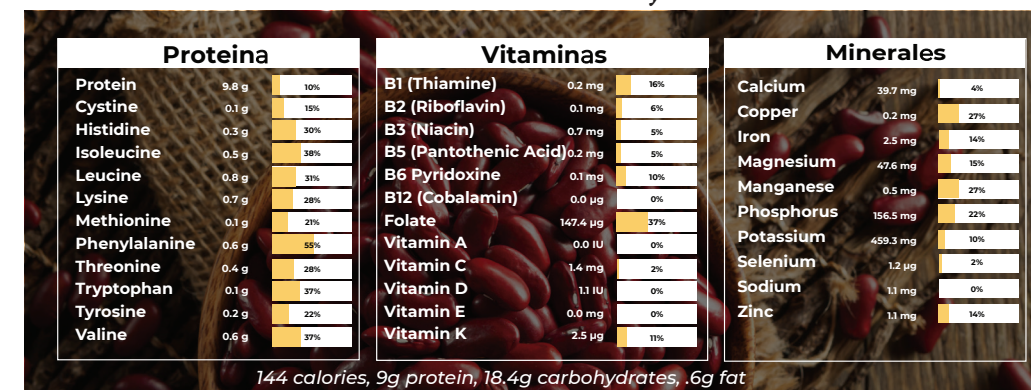 Proteina
Protein 9.8 g 10%
Cystine 0.1 g 15%
Histidine 0.3 g 30%
Isoleucine 0.5 g 38%
Leucine 0.8 g 31%
Lysine 0.7 g 28%
Methionine 0.1 g 21%
Phenylalanine 0.6 g 55%
Threonine 0.4 g 28%
Tryptophan 0.1 g 37%
Tyrosine 0.2 g 22%
Valine 0.6 g 37%
Vitaminas
B1 (Thiamine) 0.2 mg 16%
B2 (Riboflavin) 0.1 mg 6%
B3 (Niacin) 0.7 mg 5%
B5 (Pantothenic Acid) 0.2 mg 5%
B6 Pyridoxine 0.1 mg 10%
B12 (Cobalamin) 0.0 µg 0%
Folate 147.4 µg 37%
Vitamin A 0.0 IU 0%
Vitamin C 1.4 mg 2%
Vitamin D 1.1 IU 0%
Vitamin E 0.0 mg 0%
Vitamin K 2.5 µg 11%
Minerales
Calcium 39.7 mg 4%
Copper 0.2 mg 27%
Iron 2.5 mg 14%
Magnesium 47.6 mg 15%
Manganese 0.5 mg 27%
Phosphorus 156.5 mg 22%
Potassium 459.3 mg 10%
Selenium 1.2 µg 2%
Sodium 1.1 mg 0%
Zinc 1.1 mg 14%
144 calories, 9g protein, 18.4g carbohydrates, .6g fat